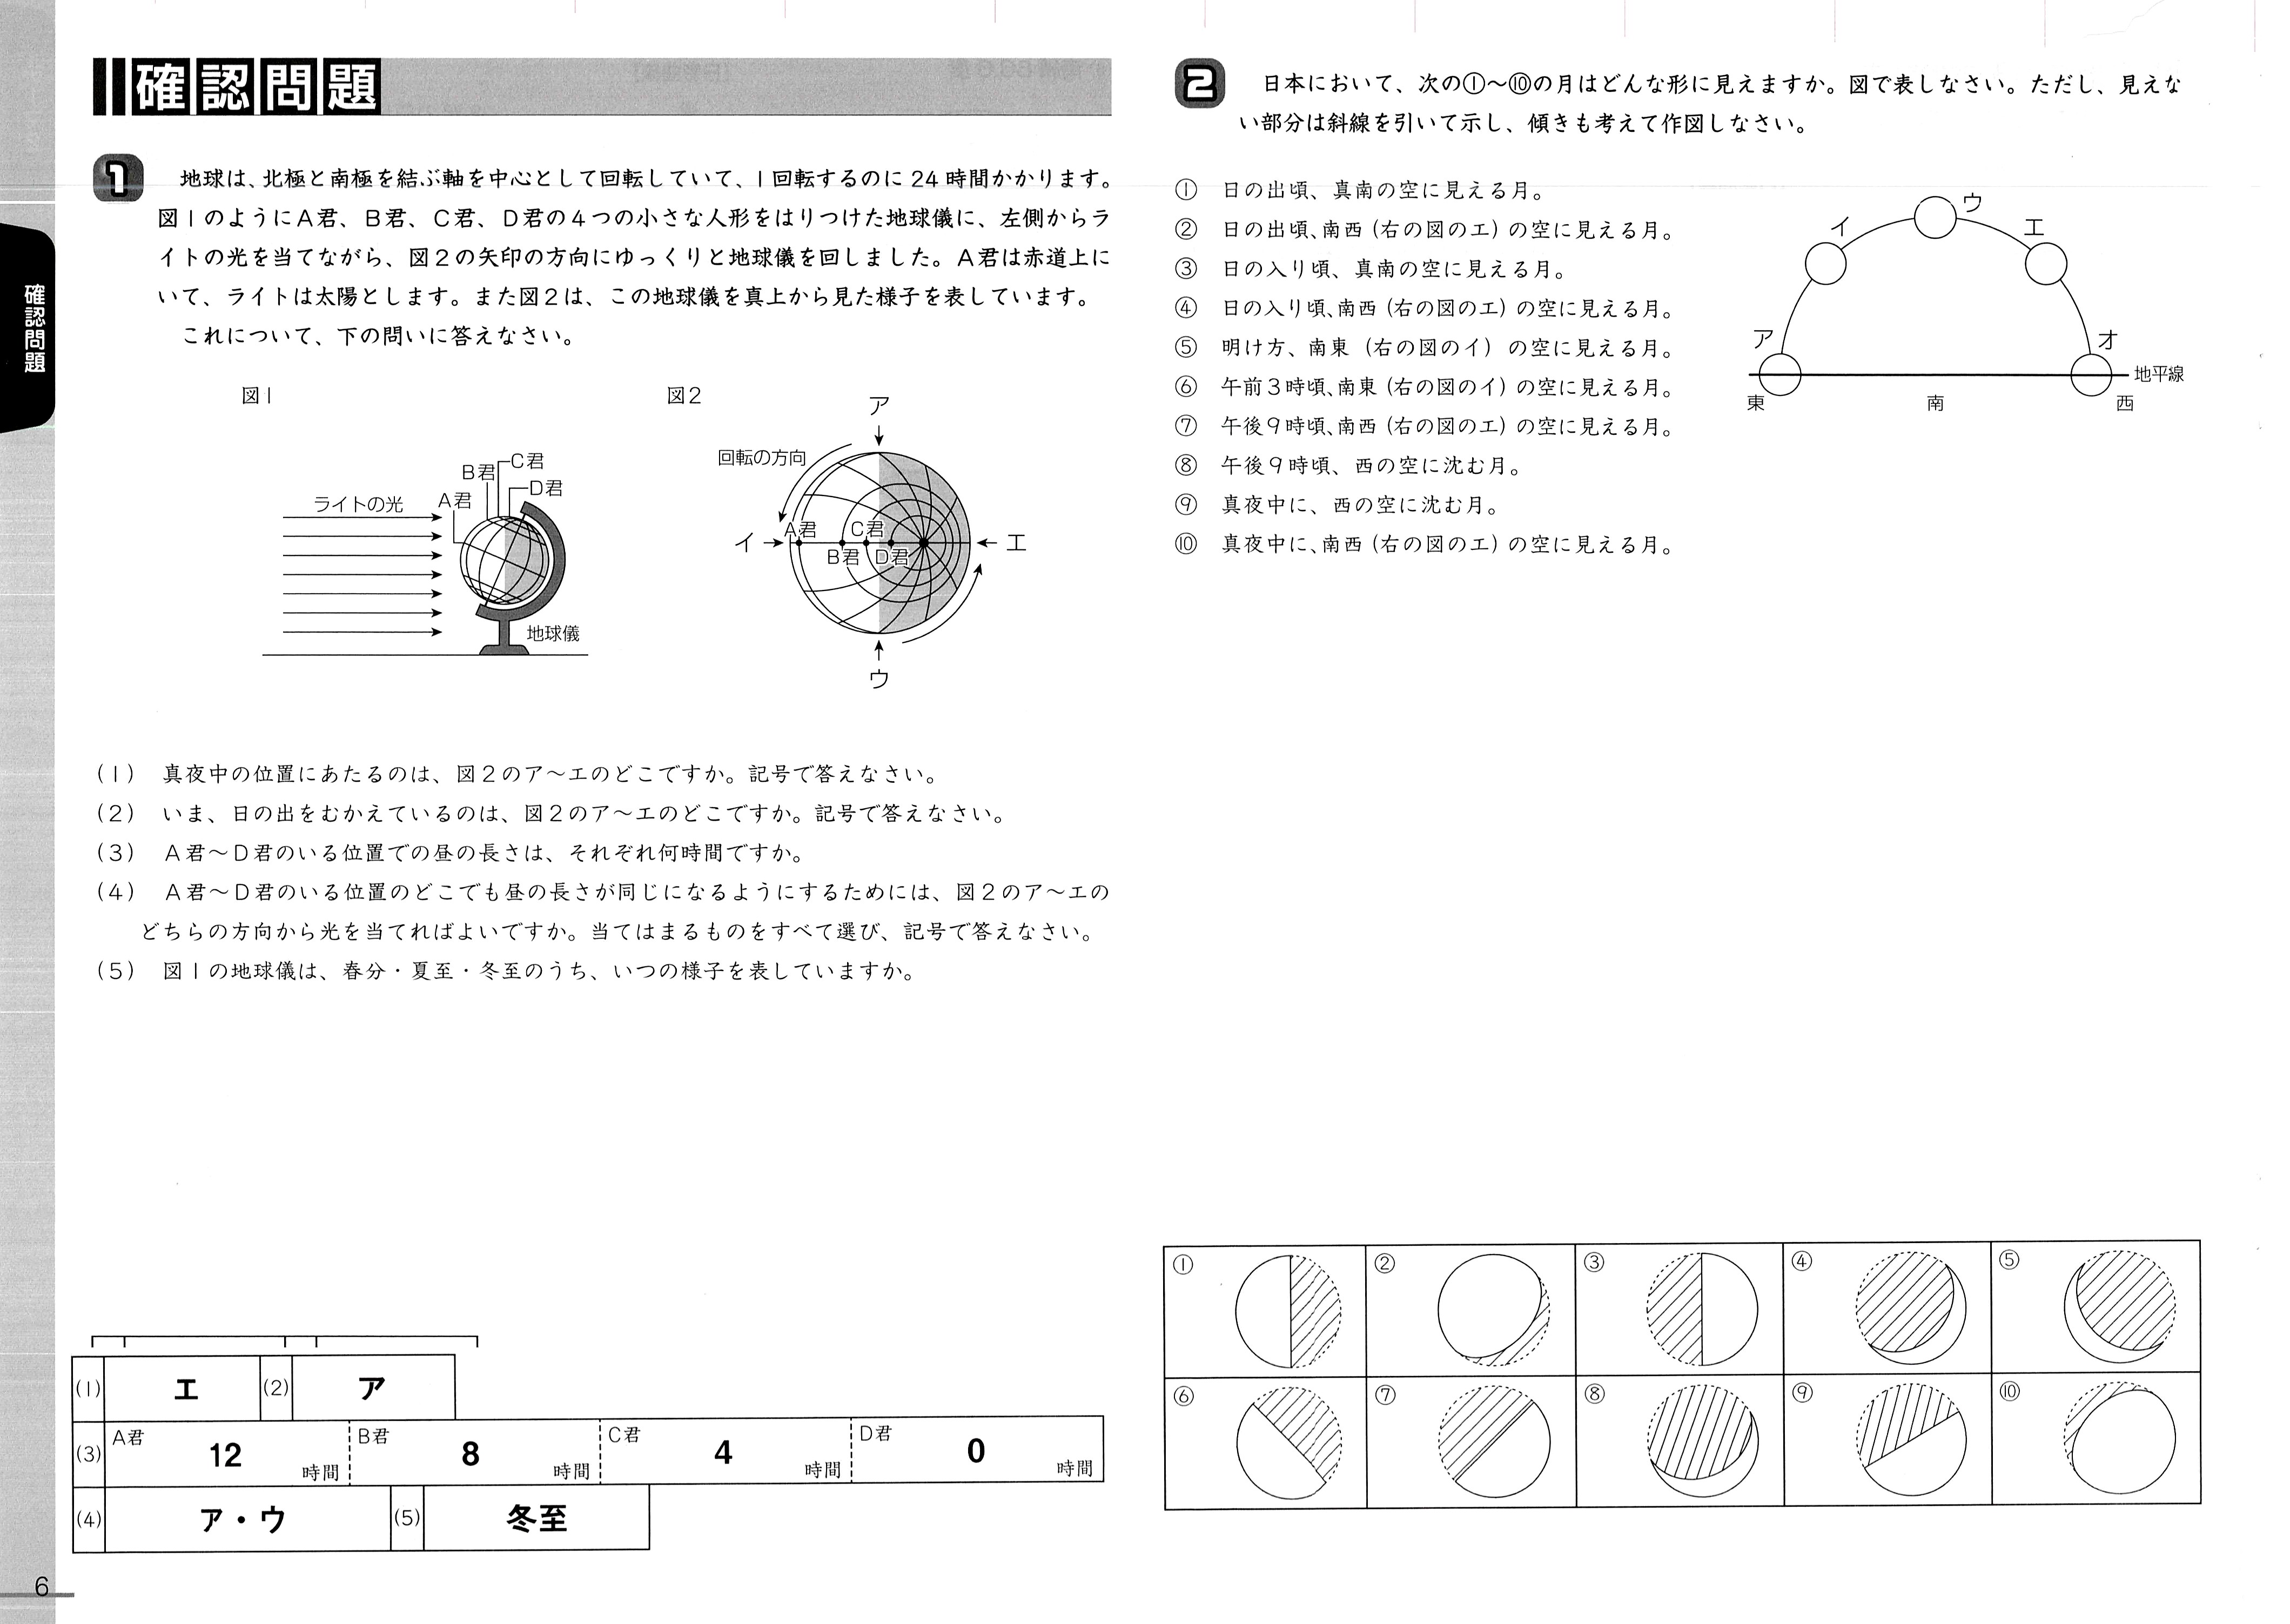 確認問題
1 地球は、北極と南極を結ぶ軸を中心として回転していて、1回転するのに24時間かかります。
図1のようにA君、B君、C君、D君の4つの小さな人形をはりつけた地球儀に、左側からラ
イトの光を当てながら、図2の矢印の方向にゆっくりと地球儀を回しました。A君は赤道上に
いて、ライトは太陽とします。また図2は、この地球儀を真上から見た様子を表しています。
これについて、下の問いに答えなさい。
図1
ライトの光
A君
B君
C君
D君
地球儀
図2
回転の方向
ア
イ
ウ
エ
A君
B君
C君
D君
(1) 真夜中の位置にあたるのは、図2のア〜エのどこですか。記号で答えなさい。
(2) いま、日の出をむかえているのは、図2のア〜エのどこですか。記号で答えなさい。
(3) A君〜D君のいる位置での昼の長さは、それぞれ何時間ですか。
(4) A君〜D君のいる位置のどこでも昼の長さが同じになるようにするためには、図2のア〜エの
どちらの方向から光を当てればよいですか。当てはまるものをすべて選び、記号で答えなさい。
(5) 図1の地球儀は、春分・夏至・冬至のうち、いつの様子を表していますか。
(1) エ (2) ア
(3) A君 12 時間 B君 8 時間 C君 4 時間 D君 0 時間
(4) ア・ウ (5) 冬至
確認問題
6
2 日本において、次の①〜⑩の月はどんな形に見えますか。図で表しなさい。ただし、見えな
い部分は斜線を引いて示し、傾きも考えて作図しなさい。
① 日の出頃、真南の空に見える月。
② 日の出頃、南西(右の図のエ)の空に見える月。
③ 日の入り頃、真南の空に見える月。
④ 日の入り頃、南西(右の図のエ)の空に見える月。
⑤ 明け方、南東(右の図のイ)の空に見える月。
⑥ 午前3時頃、南東(右の図のイ)の空に見える月。
⑦ 午後9時頃、南西(右の図のエ)の空に見える月。
⑧ 午後9時頃、西の空に沈む月。
⑨ 真夜中に、西の空に沈む月。
⑩ 真夜中に、南西(右の図のエ)の空に見える月。
ア
イ
ウ
エ
オ
地平線
東
南
西
① ② ③ ④ ⑤
⑥ ⑦ ⑧ ⑨ ⑩